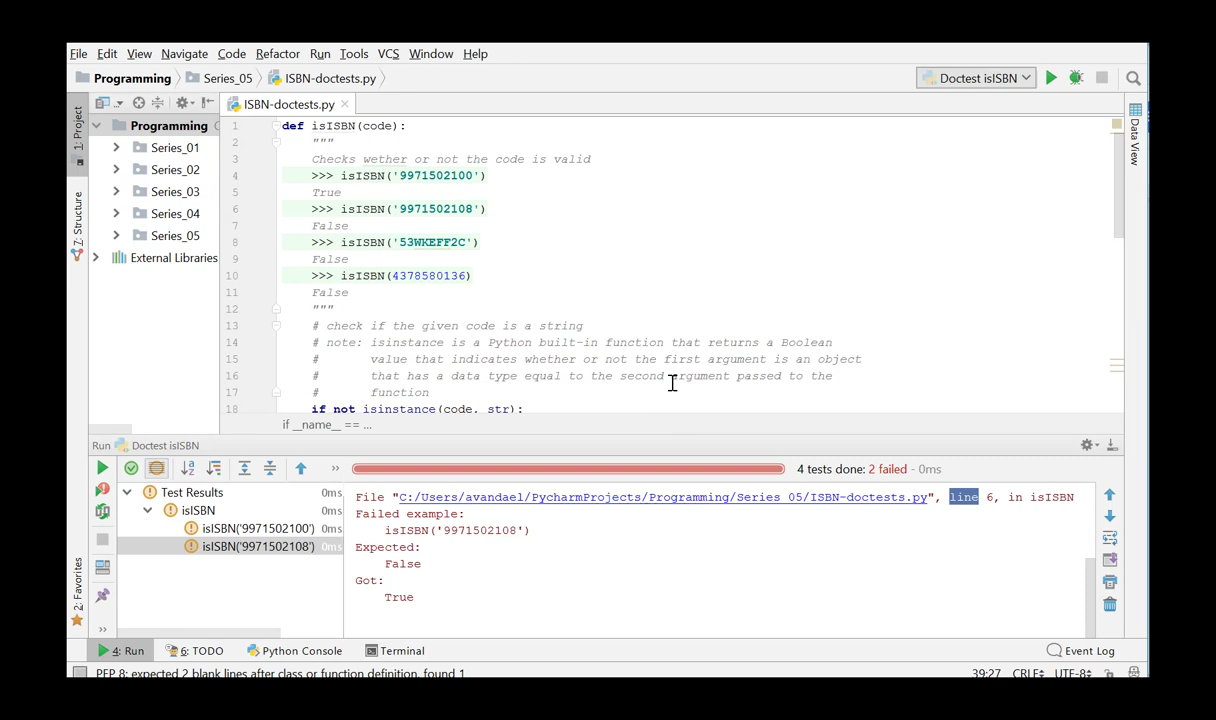 File Edit View Navigate Code Refactor Run Tools VCS Window Help
Programming Series_05 ISBN-doctests.py Doctest isISBN
ISBN-doctests.py
1: Project
Programming
Series_01
Series_02
Series_03
Series_04
Series_05
External Libraries
Z: Structure
2: Favorites
Data View
1 def isISBN(code):
2 """
3 Checks wether or not the code is valid
4 >>> isISBN('9971502100')
5 True
6 >>> isISBN('9971502108')
7 False
8 >>> isISBN('53WKEFF2C')
9 False
10 >>> isISBN(4378580136)
11 False
12 """
13 # check if the given code is a string
14 # note: isinstance is a Python built-in function that returns a Boolean
15 # value that indicates whether or not the first argument is an object
16 # that has a data type equal to the second argument passed to the
17 # function
18 if not isinstance(code, str):
if __name__ == ...
Run Doctest isISBN
4 tests done: 2 failed - 0ms
Test Results 0ms
isISBN 0ms
isISBN('9971502100') 0ms
isISBN('9971502108') 0ms
File "C:/Users/avandael/PycharmProjects/Programming/Series_05/ISBN-doctests.py", line 6, in isISBN
Failed example:
isISBN('9971502108')
Expected:
False
Got:
True
4: Run 6: TODO Python Console Terminal Event Log
PEP 8: expected 2 blank lines after class or function definition, found 1 39:27 CRLF UTF-8